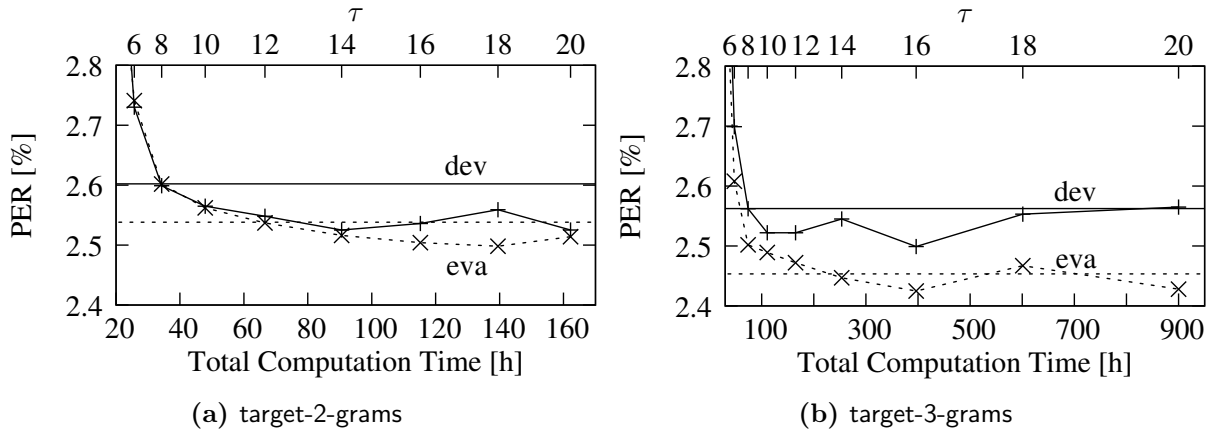 τ
6 8 10 12 14 16 18 20
2.8
2.7
2.6
2.5
2.4
PER [%]
dev
eva
20 40 60 80 100 120 140 160
Total Computation Time [h]
(a) target-2-grams
τ
6 8 10 12 14 16 18 20
2.8
2.7
2.6
2.5
2.4
PER [%]
dev
eva
100 300 500 700 900
Total Computation Time [h]
(b) target-3-grams